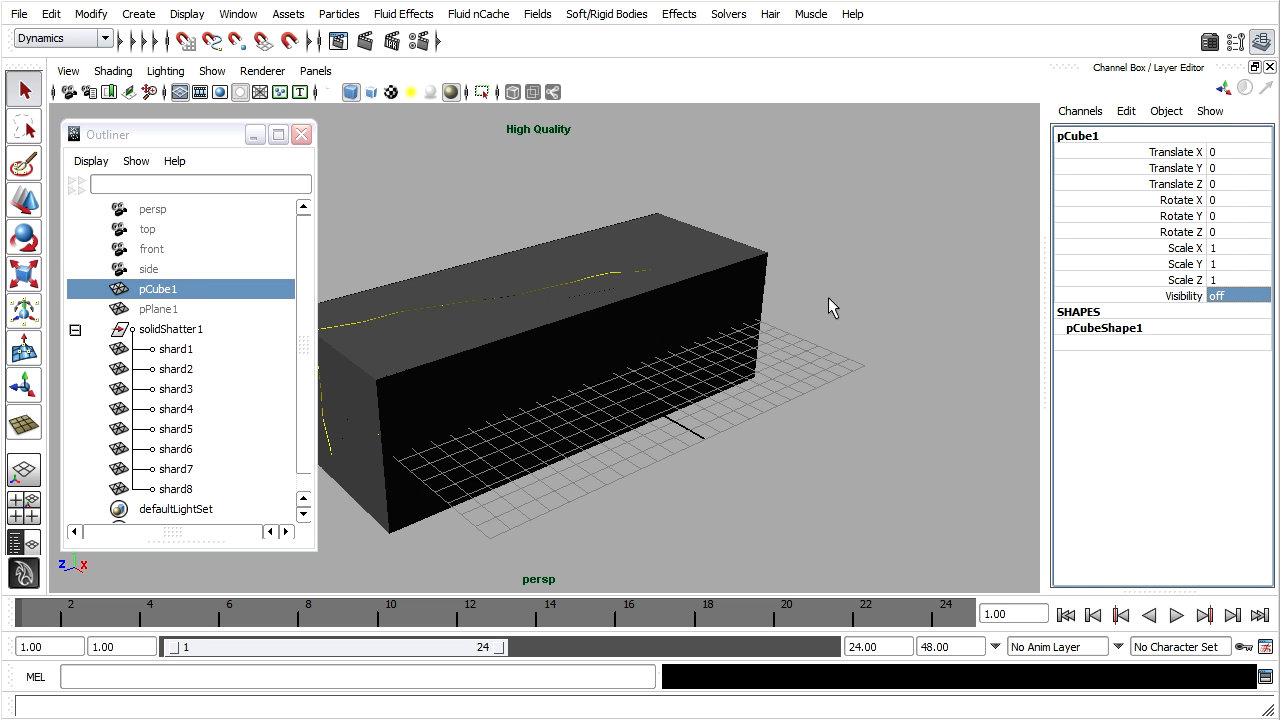 File Edit Modify Create Display Window Assets Particles Fluid Effects Fluid nCache Fields Soft/Rigid Bodies Effects Solvers Hair Muscle Help
Dynamics
View Shading Lighting Show Renderer Panels
Channel Box / Layer Editor
Channels Edit Object Show
High Quality
Outliner
Display Show Help
persp
top
front
side
pCube1
pPlane1
solidShatter1
shard1
shard2
shard3
shard4
shard5
shard6
shard7
shard8
defaultLightSet
pCube1
Translate X 0
Translate Y 0
Translate Z 0
Rotate X 0
Rotate Y 0
Rotate Z 0
Scale X 1
Scale Y 1
Scale Z 1
Visibility off
SHAPES
pCubeShape1
Z X
persp
2 4 6 8 10 12 14 16 18 20 22 24
1.00
1.00 1.00 1 24 24.00 48.00 No Anim Layer No Character Set
MEL